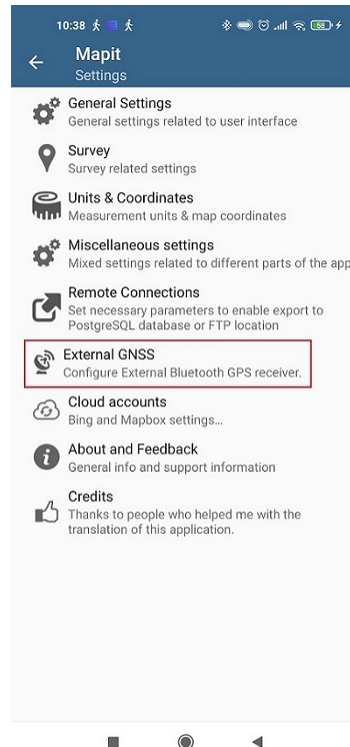 10:38
58
Mapit
Settings
General Settings
General settings related to user interface
Survey
Survey related settings
Units & Coordinates
Measurement units & map coordinates
Miscellaneous settings
Mixed settings related to different parts of the app
Remote Connections
Set necessary parameters to enable export to
PostgreSQL database or FTP location
External GNSS
Configure External Bluetooth GPS receiver.
Cloud accounts
Bing and Mapbox settings...
About and Feedback
General info and support information
Credits
Thanks to people who helped me with the
translation of this application.